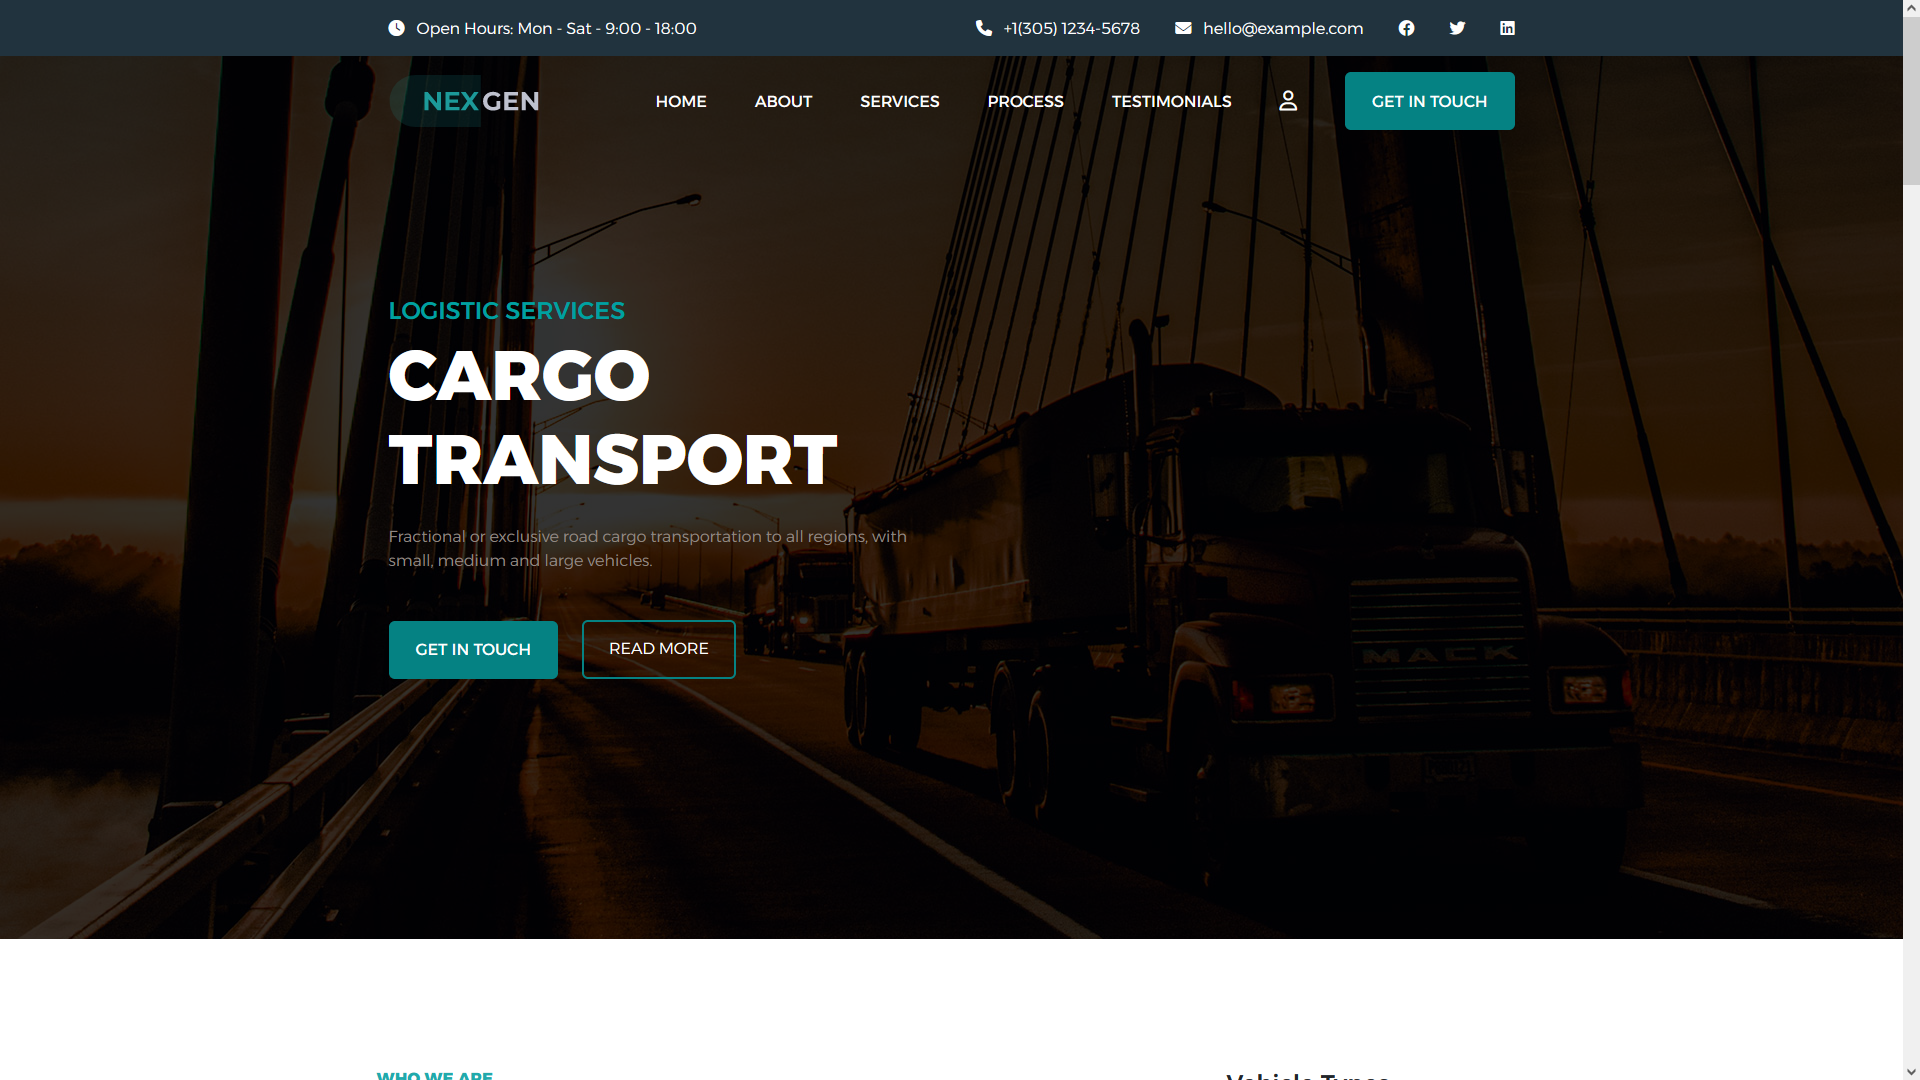 Open Hours: Mon - Sat - 9:00 - 18:00
+1(305) 1234-5678
hello@example.com
NEXGEN
HOME
ABOUT
SERVICES
PROCESS
TESTIMONIALS
GET IN TOUCH
LOGISTIC SERVICES
CARGO
TRANSPORT
Fractional or exclusive road cargo transportation to all regions, with
small, medium and large vehicles.
GET IN TOUCH
READ MORE
MACK
WHO WE ARE
Vehicle Types